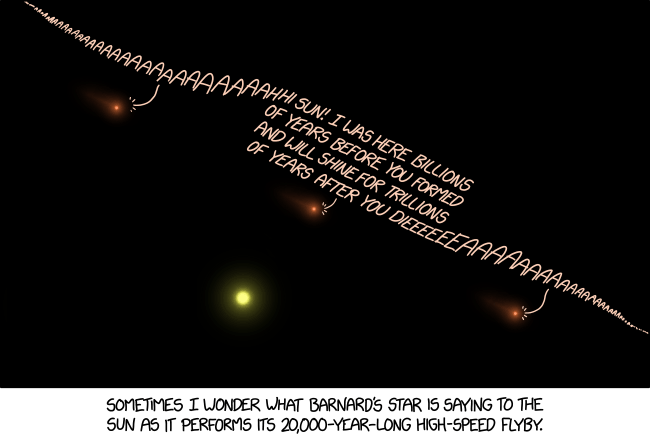 AAAAAAAAAAAAAAAAAAAAAAAAAAAHH! SUN! I WAS HERE BILLIONS
OF YEARS BEFORE YOU FORMED
AND WILL SHINE FOR TRILLIONS
OF YEARS AFTER YOU DIEEEEEEEAAAAAAAAAAAAAAAAAAAAAAA
SOMETIMES I WONDER WHAT BARNARD'S STAR IS SAYING TO THE
SUN AS IT PERFORMS ITS 20,000-YEAR-LONG HIGH-SPEED FLYBY.